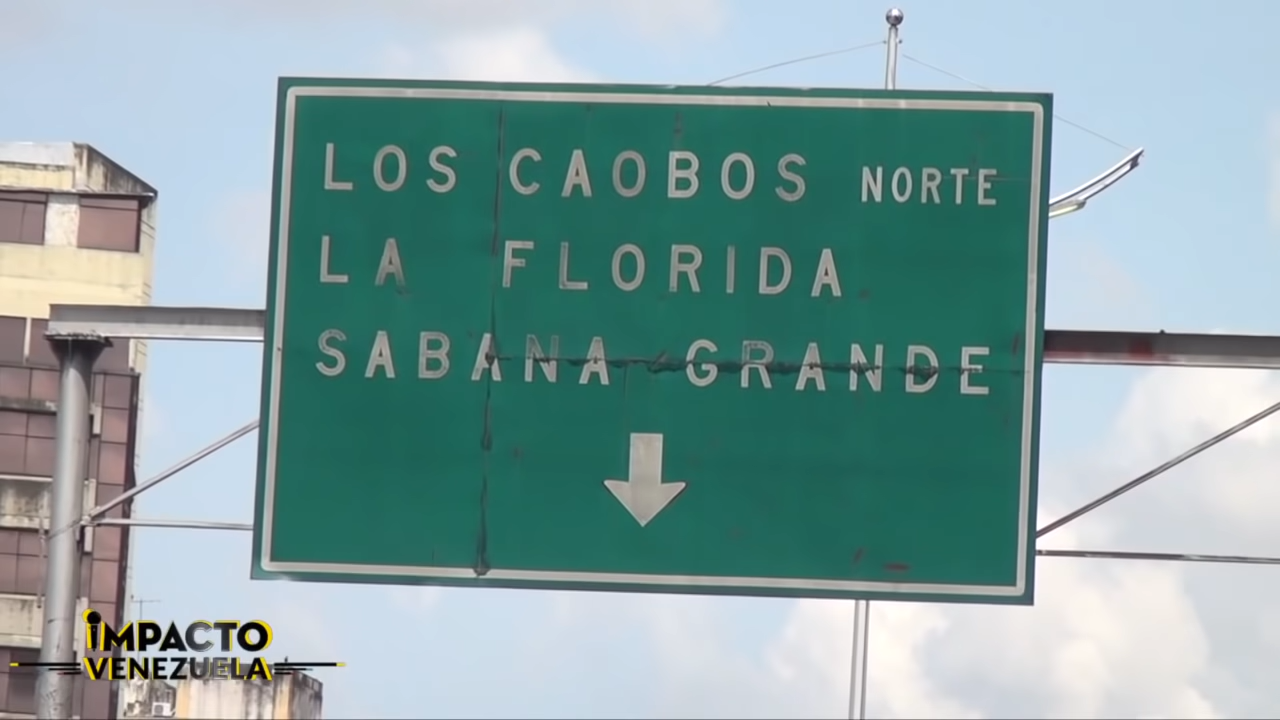 LOS CAOBOS NORTE
LA FLORIDA
SABANA GRANDE
IMPACTO
VENEZUELA